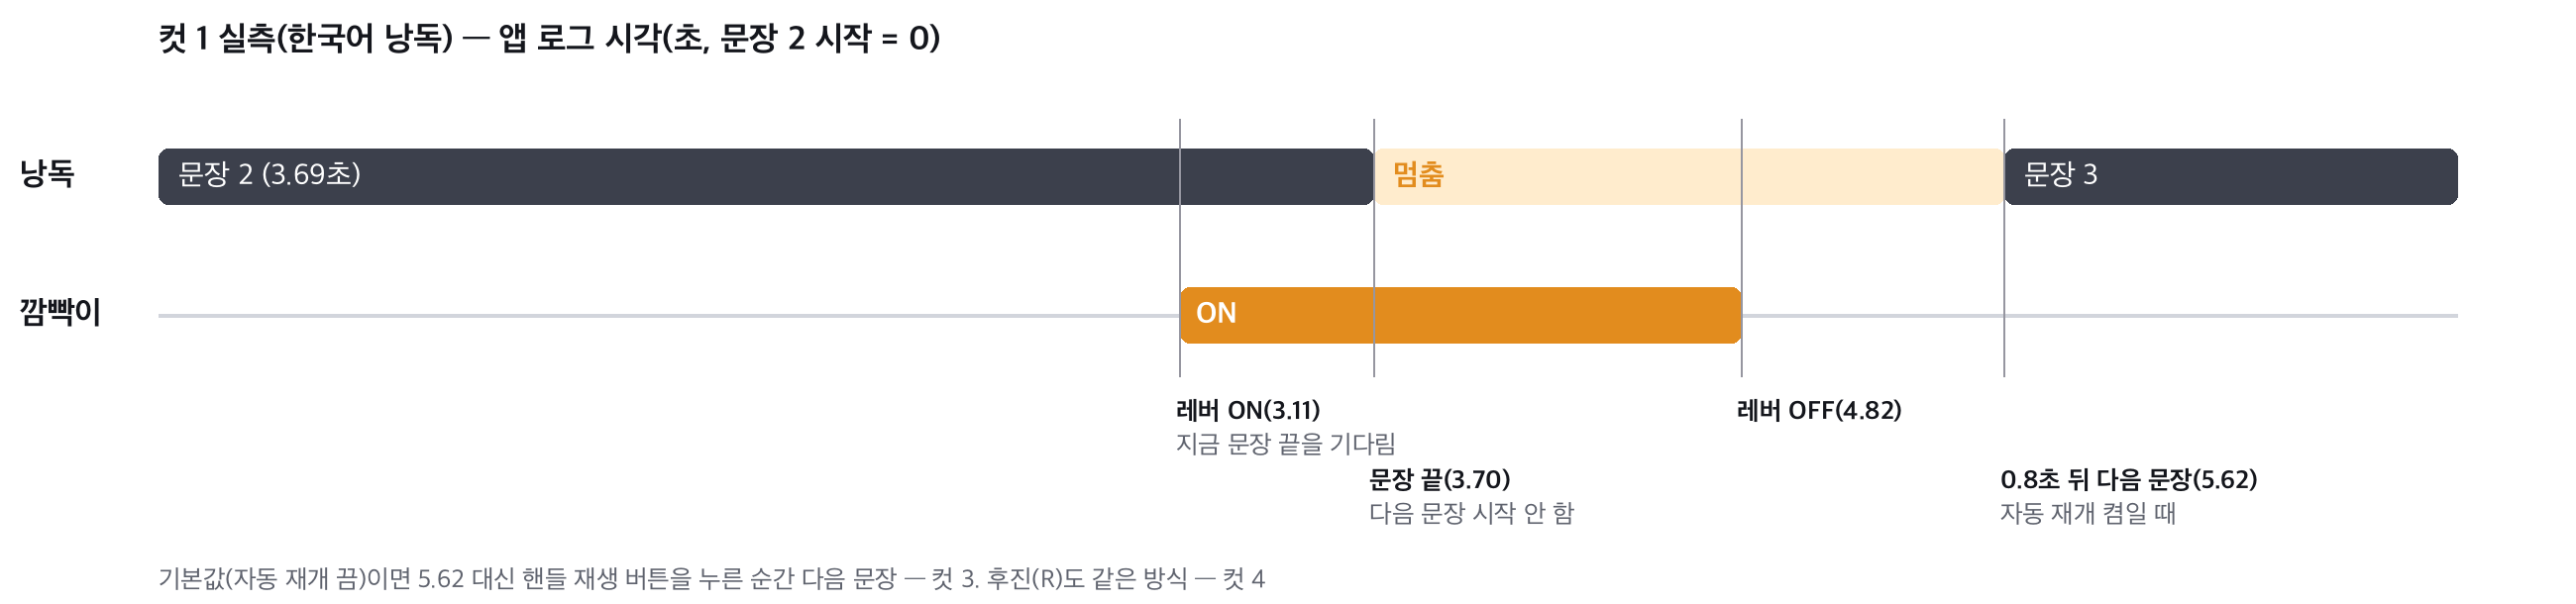 컷 1 실측(한국어 낭독) — 앱 로그 시각(초, 문장 2 시작 = 0)
낭독
문장 2 (3.69초)
멈춤
문장 3
깜빡이
ON
레버 ON(3.11)
지금 문장 끝을 기다림
레버 OFF(4.82)
문장 끝(3.70)
다음 문장 시작 안 함
0.8초 뒤 다음 문장(5.62)
자동 재개 켬일 때
기본값(자동 재개 끔)이면 5.62 대신 핸들 재생 버튼을 누른 순간 다음 문장 — 컷 3. 후진(R)도 같은 방식 — 컷 4